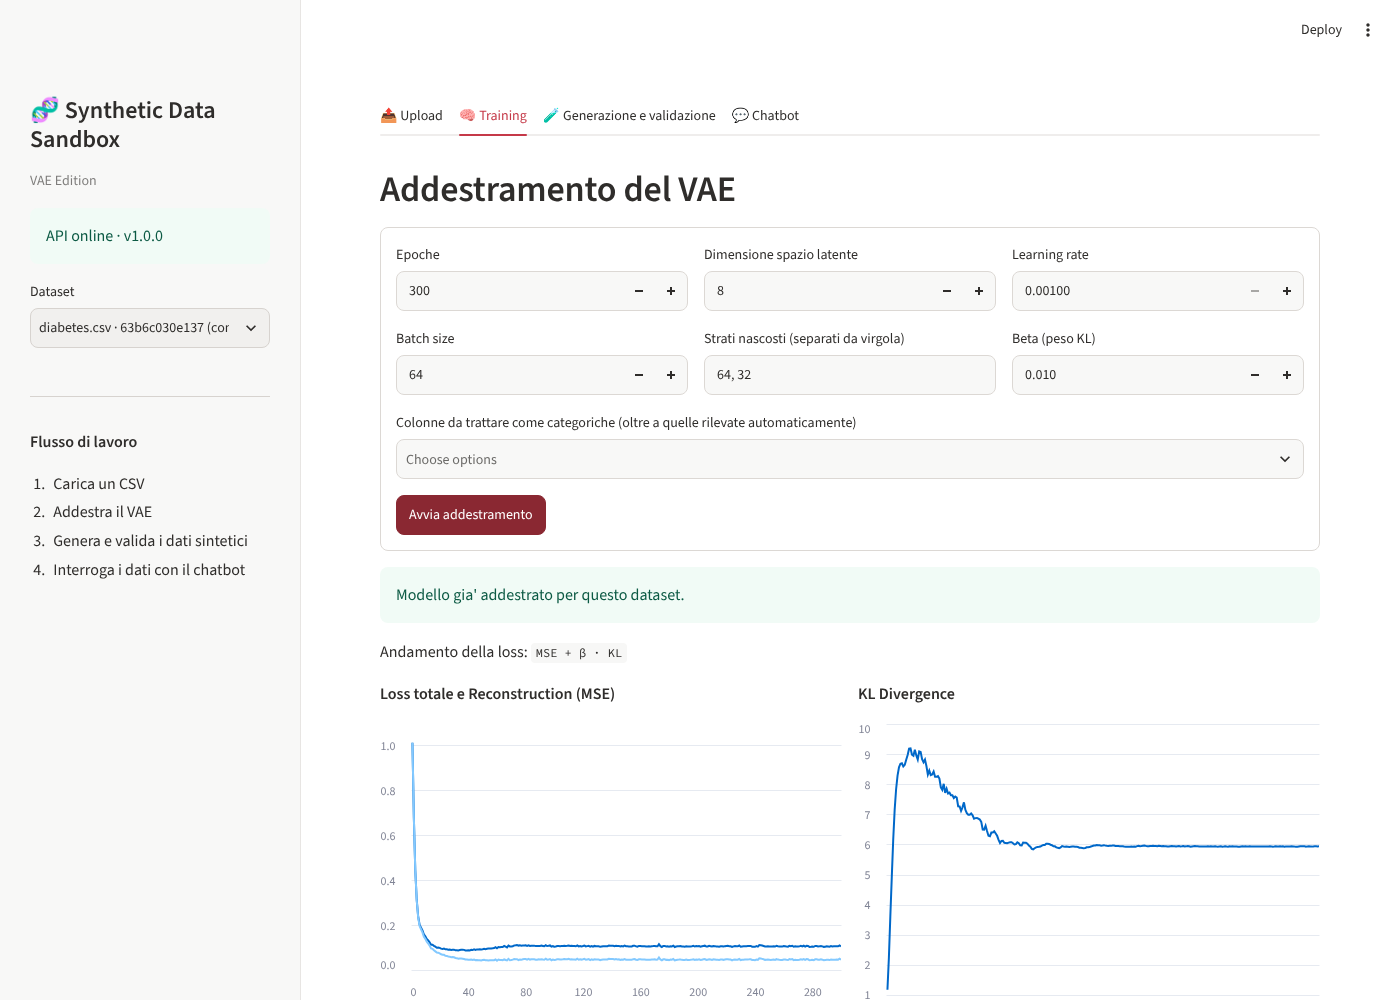 Deploy
🧬 Synthetic Data
Sandbox
VAE Edition
API online · v1.0.0
Dataset
diabetes.csv · 63b6c030e137 (cor
Flusso di lavoro
1. Carica un CSV
2. Addestra il VAE
3. Genera e valida i dati sintetici
4. Interroga i dati con il chatbot
📤 Upload
🧠 Training
🧪 Generazione e validazione
💬 Chatbot
Addestramento del VAE
Epoche
300
Dimensione spazio latente
8
Learning rate
0.00100
Batch size
64
Strati nascosti (separati da virgola)
64, 32
Beta (peso KL)
0.010
Colonne da trattare come categoriche (oltre a quelle rilevate automaticamente)
Choose options
Avvia addestramento
Modello gia' addestrato per questo dataset.
Andamento della loss: MSE + β · KL
Loss totale e Reconstruction (MSE)
1.0
0.8
0.6
0.4
0.2
0.0
0 40 80 120 160 200 240 280
KL Divergence
10
9
8
7
6
5
4
3
2
1